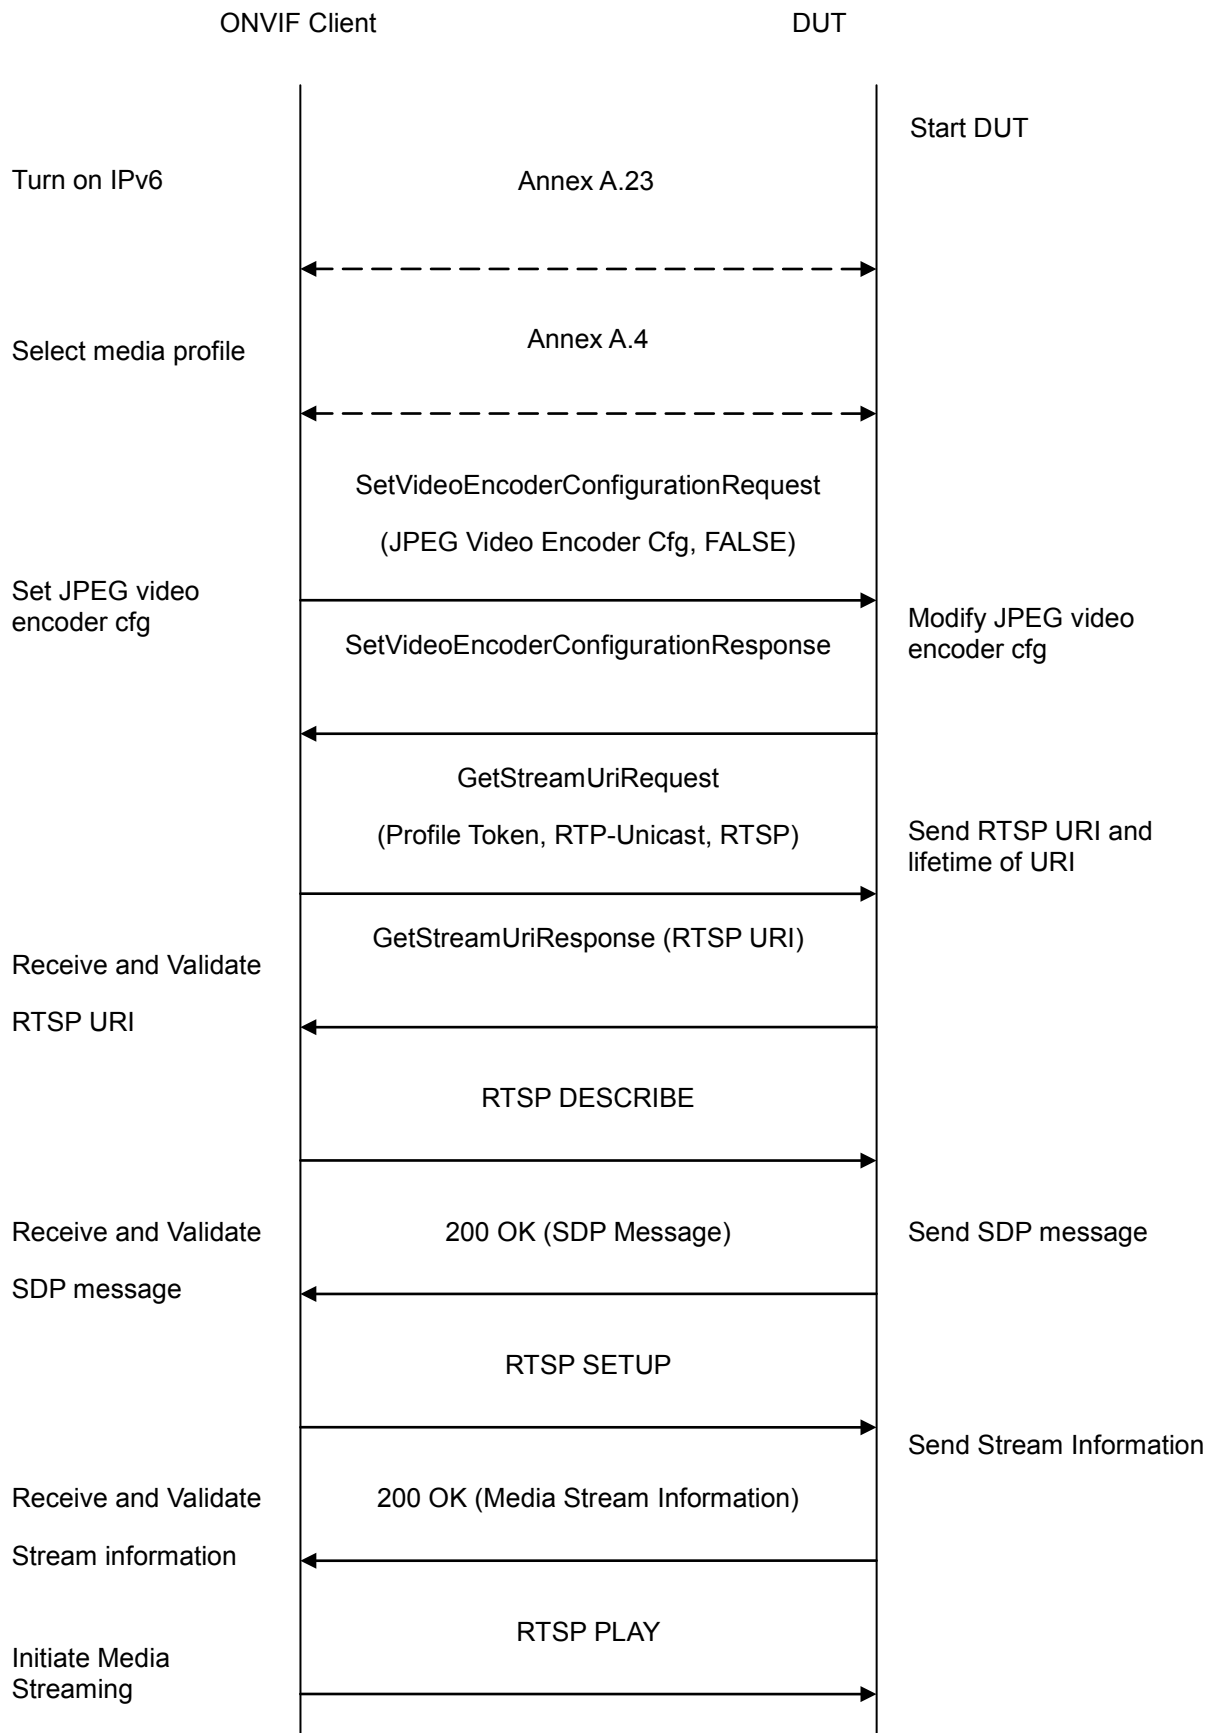 ONVIF Client
DUT
Start DUT
Turn on IPv6
Annex A.23
Select media profile
Annex A.4
SetVideoEncoderConfigurationRequest
(JPEG Video Encoder Cfg, FALSE)
Set JPEG video
encoder cfg
Modify JPEG video
encoder cfg
SetVideoEncoderConfigurationResponse
GetStreamUriRequest
(Profile Token, RTP-Unicast, RTSP)
Send RTSP URI and
lifetime of URI
GetStreamUriResponse (RTSP URI)
Receive and Validate
RTSP URI
RTSP DESCRIBE
Receive and Validate
SDP message
200 OK (SDP Message)
Send SDP message
RTSP SETUP
Send Stream Information
Receive and Validate
Stream information
200 OK (Media Stream Information)
RTSP PLAY
Initiate Media
Streaming